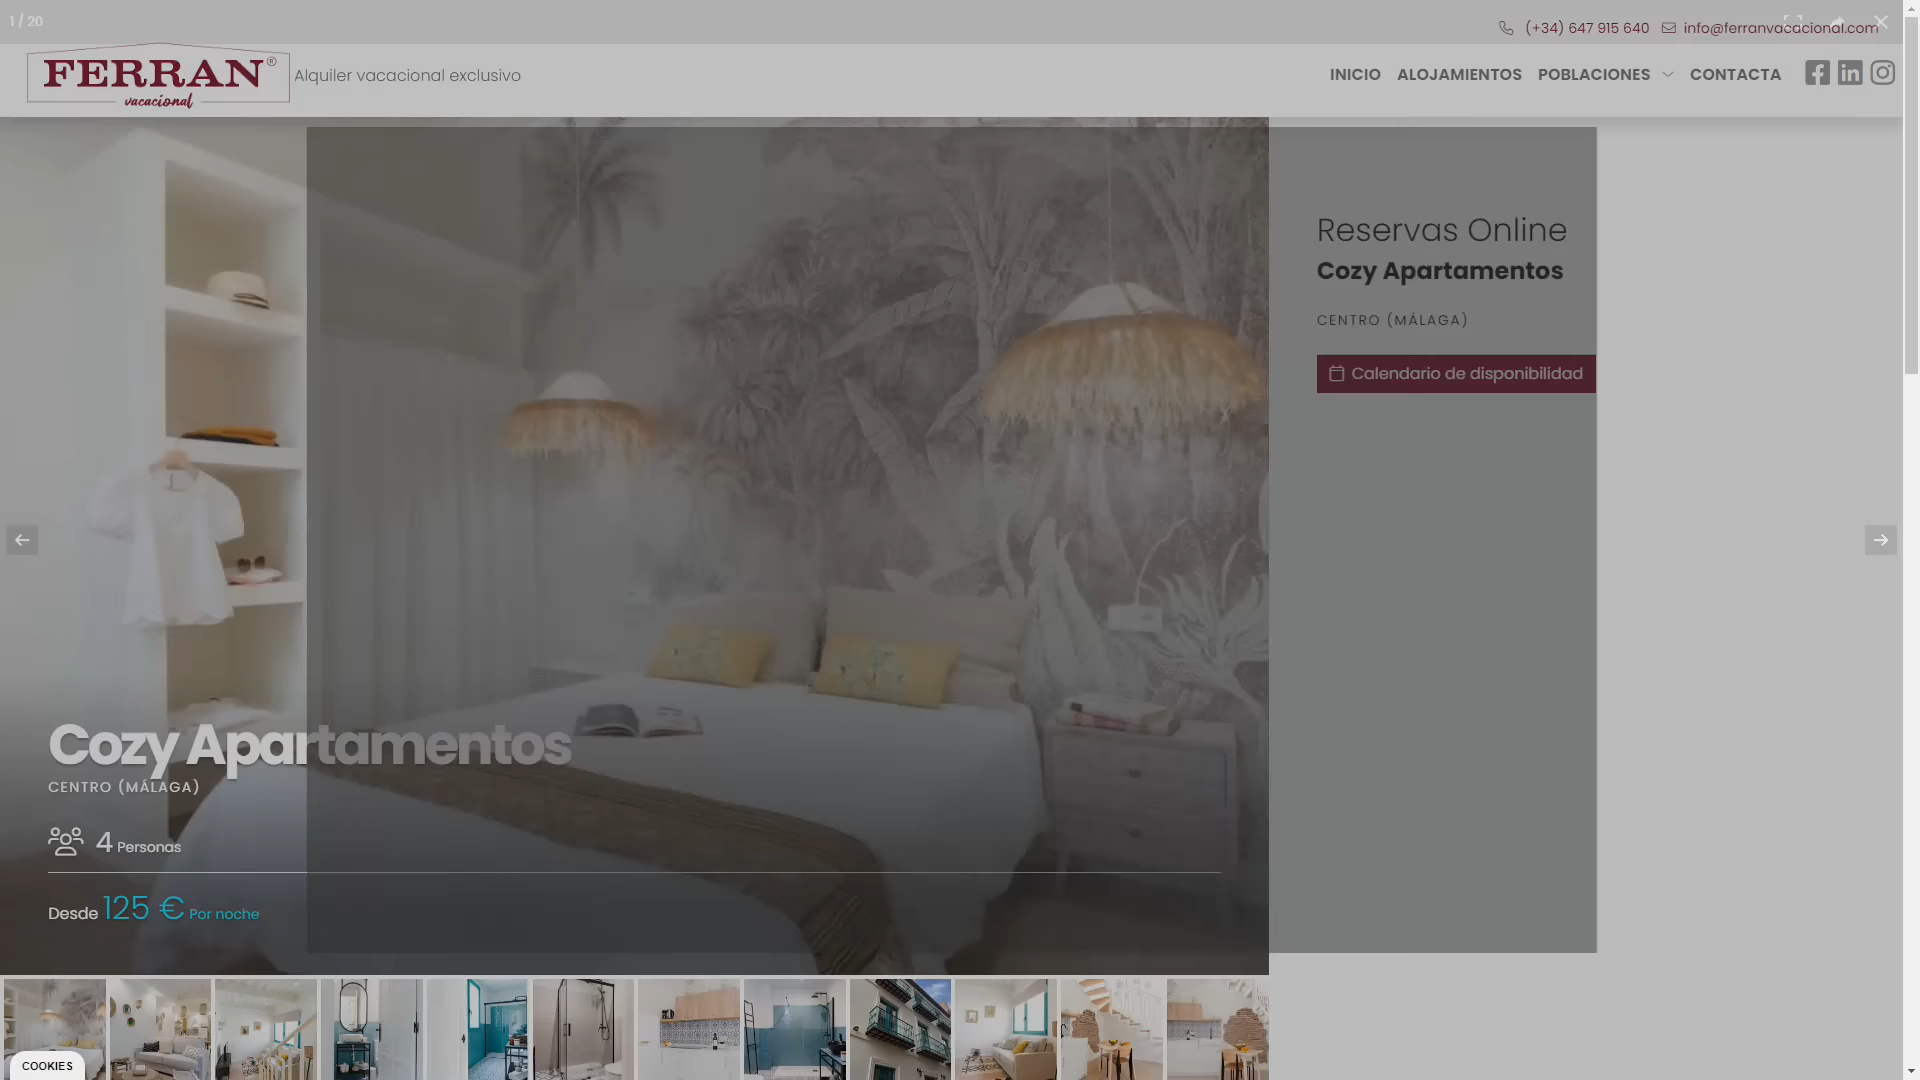 1 / 20
(+34) 647 915 640
info@ferranvacacional.com
FERRAN®
vacacional
Alquiler vacacional exclusivo
INICIO
ALOJAMIENTOS
POBLACIONES
CONTACTA
Reservas Online
Cozy Apartamentos
CENTRO (MÁLAGA)
Calendario de disponibilidad
Cozy Apartamentos
CENTRO (MÁLAGA)
4 Personas
Desde 125 € Por noche
COOKIES